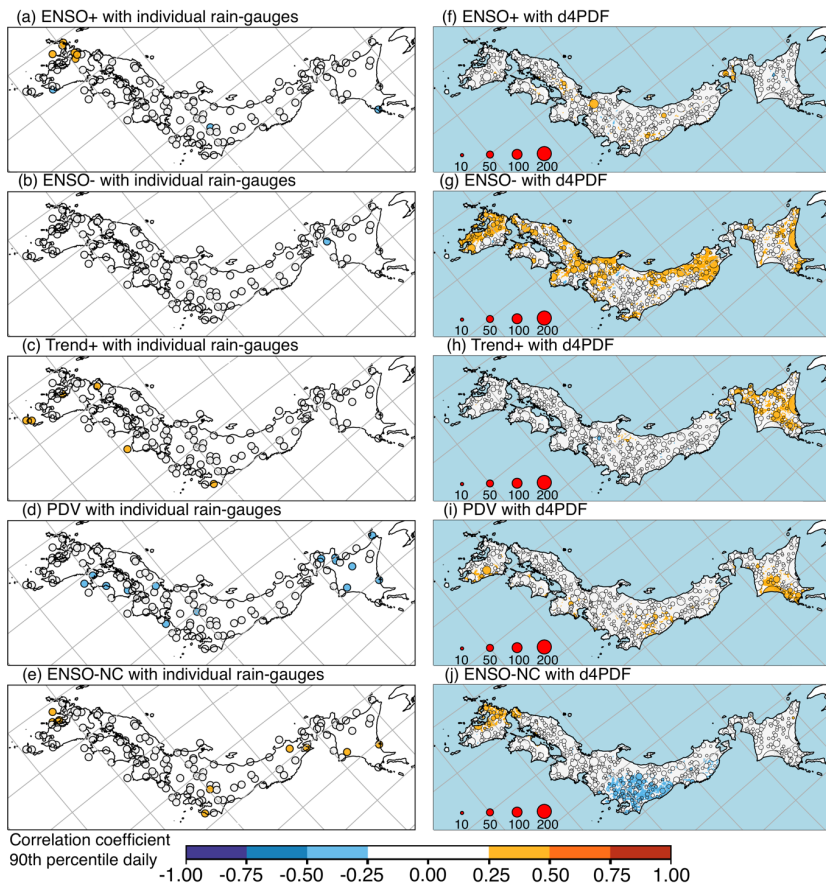 (a) ENSO+ with individual rain-gauges
(f) ENSO+ with d4PDF
10 50 100 200
(b) ENSO- with individual rain-gauges
(g) ENSO- with d4PDF
10 50 100 200
(c) Trend+ with individual rain-gauges
(h) Trend+ with d4PDF
10 50 100 200
(d) PDV with individual rain-gauges
(i) PDV with d4PDF
10 50 100 200
(e) ENSO-NC with individual rain-gauges
(j) ENSO-NC with d4PDF
10 50 100 200
Correlation coefficient
90th percentile daily
-1.00 -0.75 -0.50 -0.25 0.00 0.25 0.50 0.75 1.00